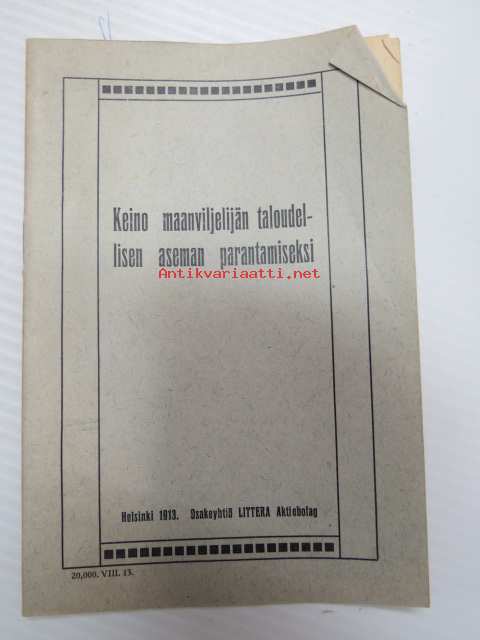 Keino maanviljelijän taloudel-
lisen aseman parantamiseksi
Antikvariaatti.net
Helsinki 1913. Osakeyhtiö LITTERA Aktiebolag
20,000. VIII. 13.